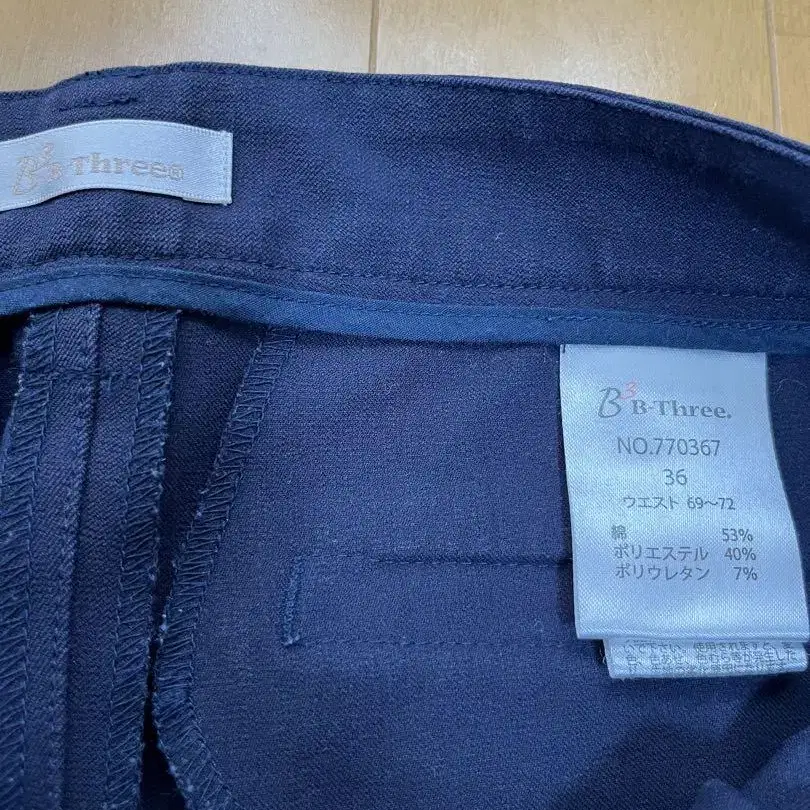 B3 B-Three®
B3 B-Three.
NO.770367
36
ウエスト 69〜72
綿 53%
ポリエステル 40%
ポリウレタン 7%